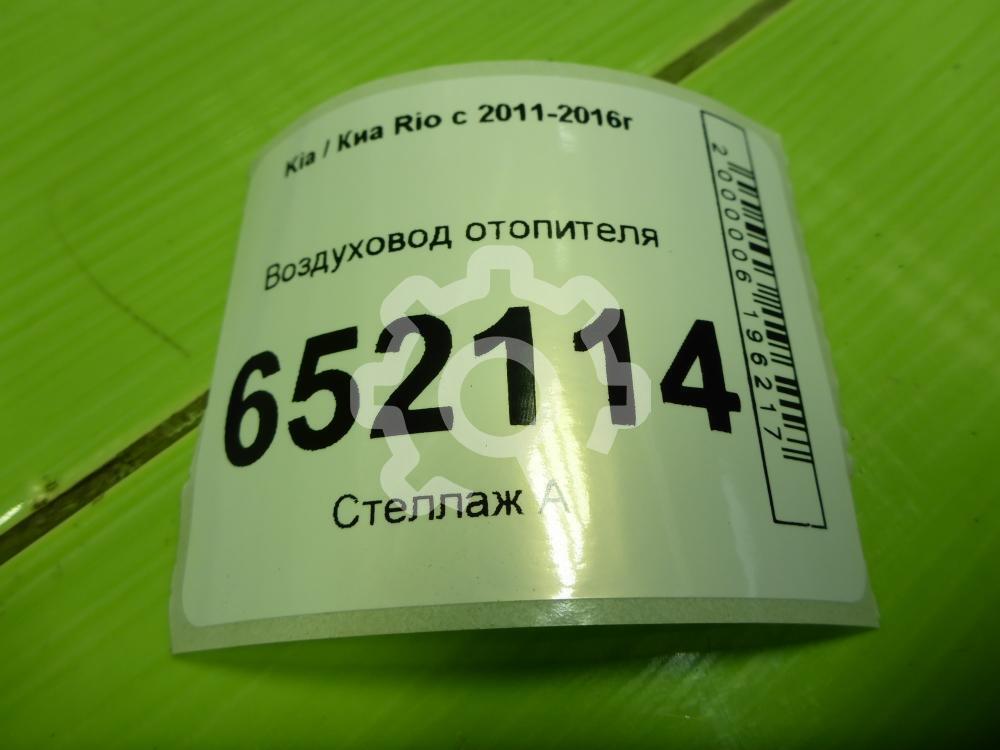 Kia / Киа Rio с 2011-2016г
Воздуховод отопителя
652114
Стеллаж А
2000006196217